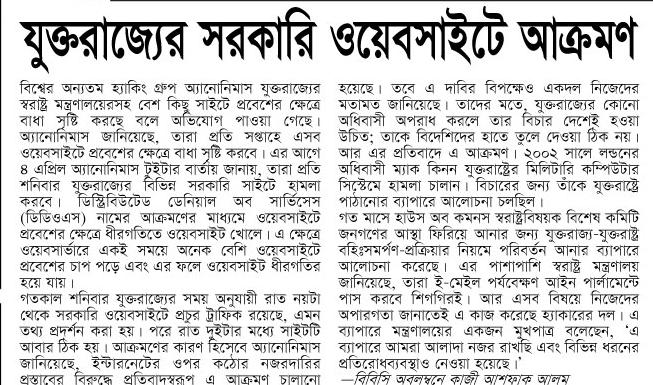 যুক্তরাজ্যের সরকারি ওয়েবসাইটে আক্রমণ
বিশ্বের অন্যতম হ্যাকিং গ্রুপ অ্যানোনিমাস যুক্তরাজ্যের
স্বরাষ্ট্র মন্ত্রণালয়েরসহ বেশ কিছু সাইটে প্রবেশের ক্ষেত্রে
বাধা সৃষ্টি করছে বলে অভিযোগ পাওয়া গেছে।
অ্যানোনিমাস জানিয়েছে, তারা প্রতি সপ্তাহে এসব
ওয়েবসাইটে প্রবেশের ক্ষেত্রে বাধা সৃষ্টি করবে। এর আগে
৪ এপ্রিল অ্যানোনিমাস টুইটার বার্তায় জানায়, তারা প্রতি
শনিবার যুক্তরাজ্যের বিভিন্ন সরকারি সাইটে হামলা
করবে। ডিস্ট্রিবিউটেড ডেনিয়াল অব সার্ভিসেস
(ডিডিওএস) নামের আক্রমণের মাধ্যমে ওয়েবসাইটে
প্রবেশের ক্ষেত্রে ধীরগতিতে ওয়েবসাইট খোলে। এ ক্ষেত্রে
ওয়েবসার্ভারে একই সময়ে অনেক বেশি ওয়েবসাইটে
প্রবেশের চাপ পড়ে এবং এর ফলে ওয়েবসাইট ধীরগতির
হয়ে যায়।
গতকাল শনিবার যুক্তরাজ্যের সময় অনুযায়ী রাত নয়টা
থেকে সরকারি ওয়েবসাইটে প্রচুর ট্রাফিক রয়েছে, এমন
তথ্য প্রদর্শন করা হয়। পরে রাত দুইটার মধ্যে সাইটটি
আবার ঠিক হয়। আক্রমণের কারণ হিসেবে অ্যানোনিমাস
জানিয়েছে, ইন্টারনেটের ওপর কঠোর নজরদারির
প্রস্তাবের বিরুদ্ধে প্রতিবাদস্বরূপ এ আক্রমণ চালানো
হয়েছে। তবে এ দাবির বিপক্ষেও একদল নিজেদের
মতামত জানিয়েছে। তাদের মতে, যুক্তরাজ্যের কোনো
অধিবাসী অপরাধ করলে তার বিচার দেশেই হওয়া
উচিত; তাকে বিদেশিদের হাতে তুলে দেওয়া ঠিক নয়।
আর এর প্রতিবাদে এ আক্রমণ। ২০০২ সালে লন্ডনের
অধিবাসী ম্যাক কিনন যুক্তরাষ্ট্রের মিলিটারি কম্পিউটার
সিস্টেমে হামলা চালান। বিচারের জন্য তাঁকে যুক্তরাষ্ট্রে
পাঠানোর ব্যাপারে আলোচনা চলছিল।
গত মাসে হাউস অব কমনস স্বরাষ্ট্রবিষয়ক বিশেষ কমিটি
জনগণের আস্থা ফিরিয়ে আনার জন্য যুক্তরাজ্য-যুক্তরাষ্ট্র
বহিঃসমর্পণ-প্রক্রিয়ার নিয়মে পরিবর্তন আনার ব্যাপারে
আলোচনা করেছে। এর পাশাপাশি স্বরাষ্ট্র মন্ত্রণালয়
জানিয়েছে, তারা ই-মেইল পর্যবেক্ষণ আইন পার্লামেন্টে
পাস করবে শিগগিরই। আর এসব বিষয়ে নিজেদের
অপারগতা জানাতেই এ কাজ করেছে হ্যাকারের দল। এ
ব্যাপারে মন্ত্রণালয়ের একজন মুখপাত্র বলেছেন, ‘এ
ব্যাপারে আমরা আলাদা নজর রাখছি এবং বিভিন্ন ধরনের
প্রতিরোধব্যবস্থাও নেওয়া হয়েছে।’
—বিবিসি অবলম্বনে কাজী আশফাক আলম